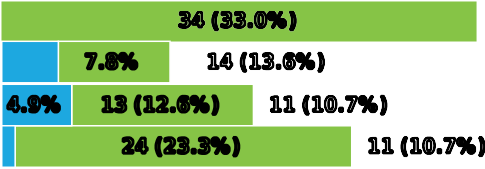 34 (33.0%)
7.8% 14 (13.6%)
4.9% 13 (12.6%) 11 (10.7%)
24 (23.3%) 11 (10.7%)